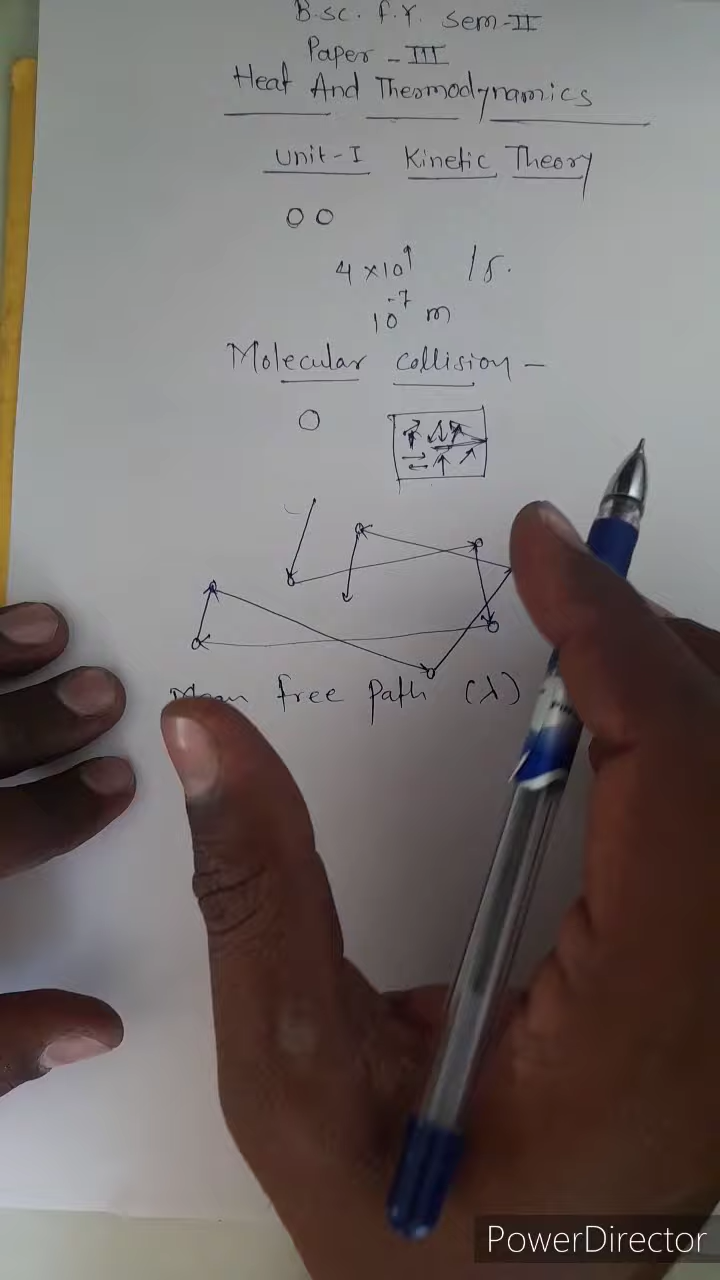 B.sc. F.Y. Sem-II
Paper - III
Heat And Thermodynamics
Unit-I Kinetic Theory
4 × 10⁹ /s.
10⁻⁷ m
Molecular Collision -
Mean free Path (λ)
PowerDirector